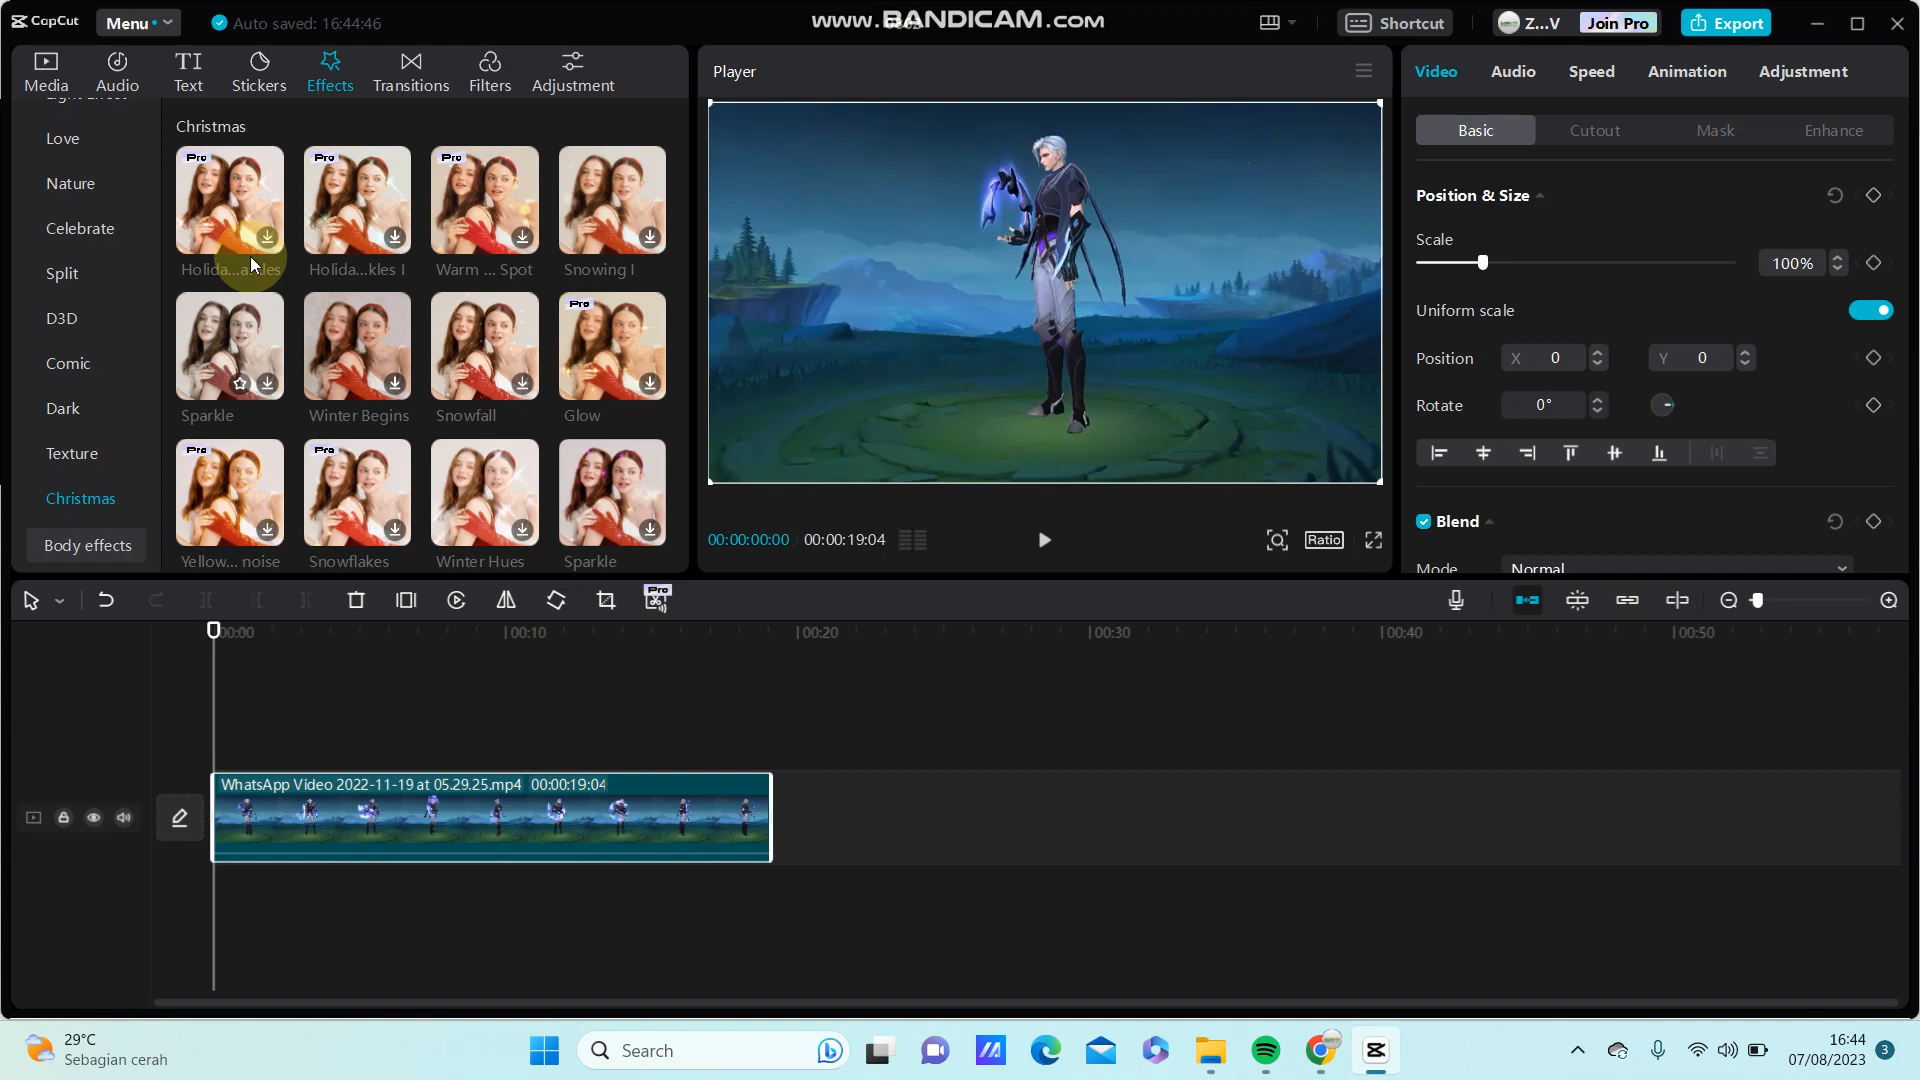 CapCut
Menu
Auto saved: 16:44:46
www.BANDICAM.com
Shortcut
Z...V
Join Pro
Export
Media
Audio
Text
Stickers
Effects
Transitions
Filters
Adjustment
Player
Video
Audio
Speed
Animation
Adjustment
Love
Nature
Celebrate
Split
D3D
Comic
Dark
Texture
Christmas
Body effects
Christmas
Pro
Pro
Pro
Holida...kles I
Warm ... Spot
Snowing I
Pro
Sparkle
Winter Begins
Snowfall
Glow
Pro
Pro
Yellow... noise
Snowflakes
Winter Hues
Sparkle
00:00:00:00
00:00:19:04
Ratio
Basic
Cutout
Mask
Enhance
Position & Size
Scale
100%
Uniform scale
Position
X 0
Y 0
Rotate
0°
Blend
Mode
Normal
Pro
00:00
00:10
00:20
00:30
00:40
00:50
WhatsApp Video 2022-11-19 at 05.29.25.mp4 00:00:19:04
29°C
Sebagian cerah
Search
16:44
07/08/2023
3